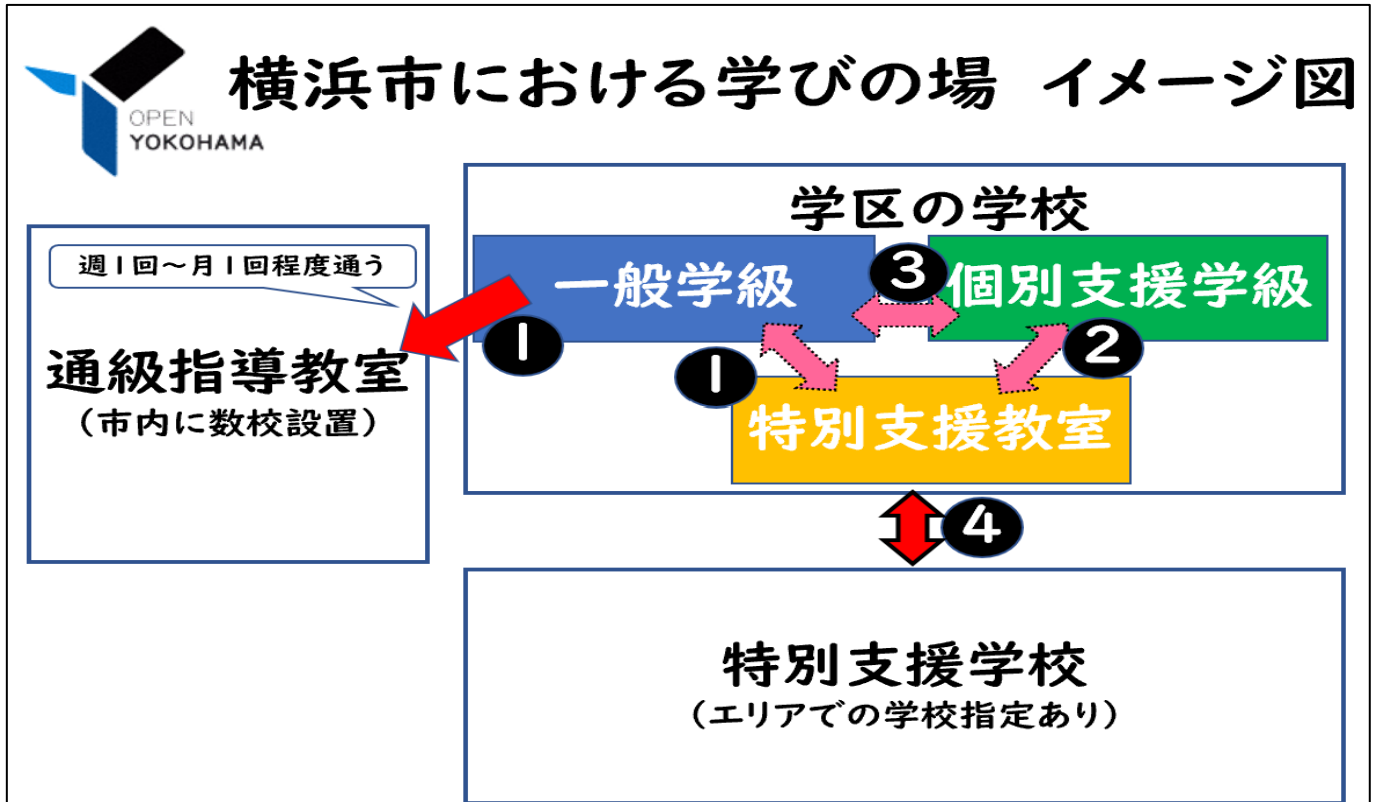 OPEN
YOKOHAMA
横浜市における学びの場 イメージ図
学区の学校
週1回～月1回程度通う
一般学級
3
個別支援学級
1
1
2
通級指導教室
(市内に数校設置)
特別支援教室
4
特別支援学校
(エリアでの学校指定あり)